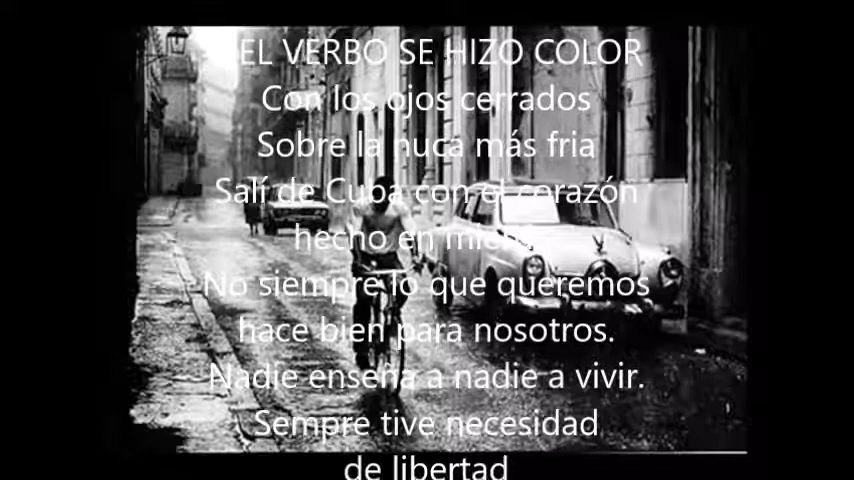 EL VERBO SE HIZO COLOR
Con los ojos cerrados
Sobre la nuca más fria
Salí de Cuba con el corazón
hecho en
No siempre lo que queremos
hace bien para nosotros.
Nadie enseña a nadie a vivir.
Sempre tive necesidad
de libertad